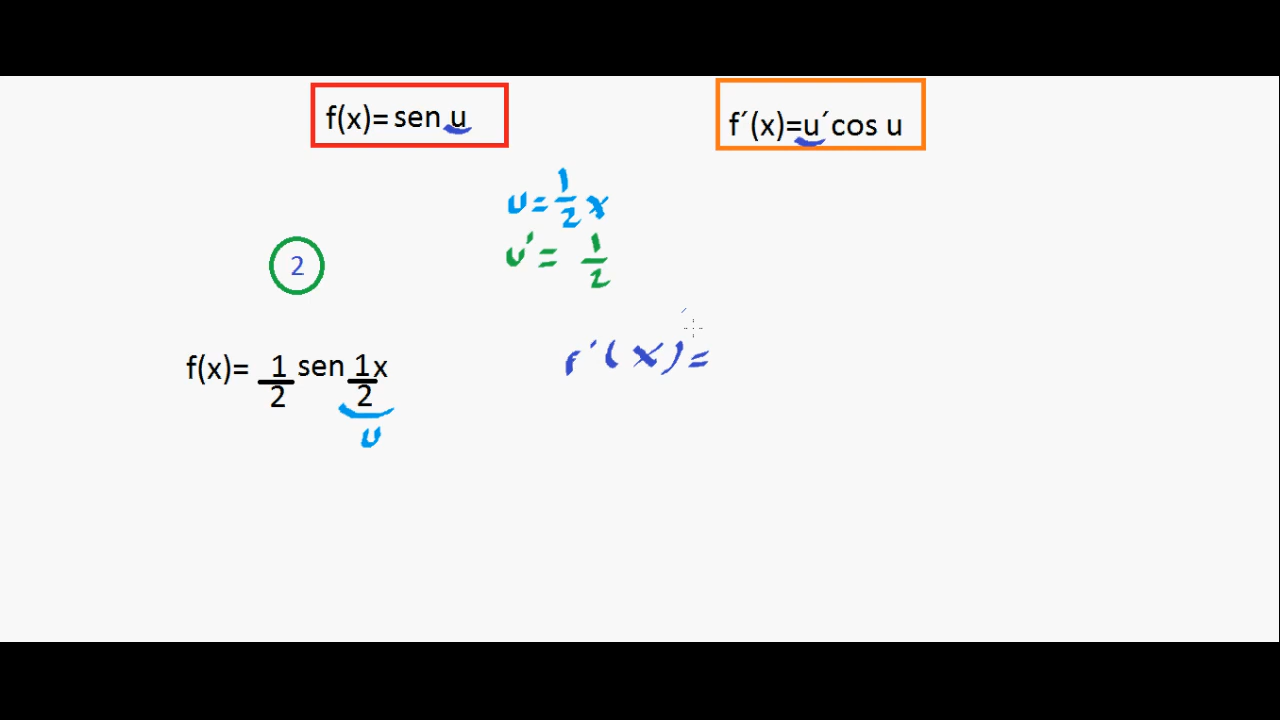 f(x)= sen u
f´(x)=u´cos u
u = 1/2 x
u' = 1/2
2
f(x)= 1/2 sen 1/2 x
u
f'(x)=